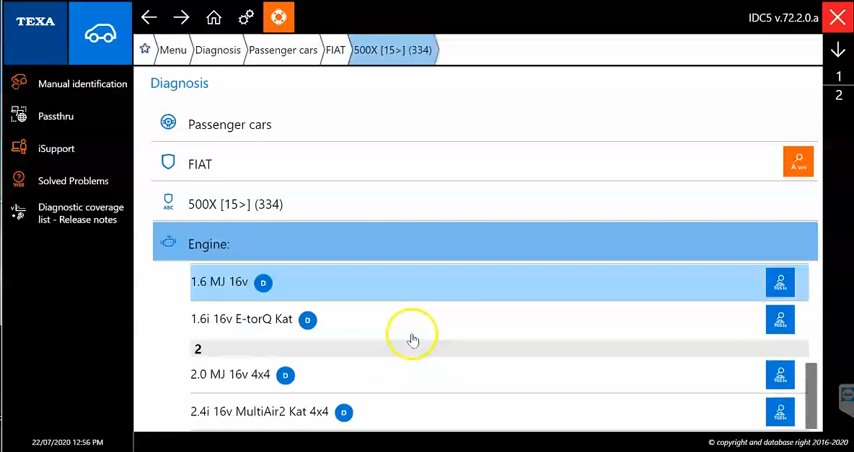 TEXA
IDC5 v.72.2.0.a
Menu
Diagnosis
Passenger cars
FIAT
500X [15>] (334)
1
2
Manual identification
Passthru
iSupport
Solved Problems
Diagnostic coverage
list - Release notes
Diagnosis
Passenger cars
FIAT
ABC
500X [15>] (334)
Engine:
1.6 MJ 16v D
1.6i 16v E-torQ Kat D
2
2.0 MJ 16v 4x4 D
2.4i 16v MultiAir2 Kat 4x4 D
22/07/2020 12:56 PM
© copyright and database right 2016-2020